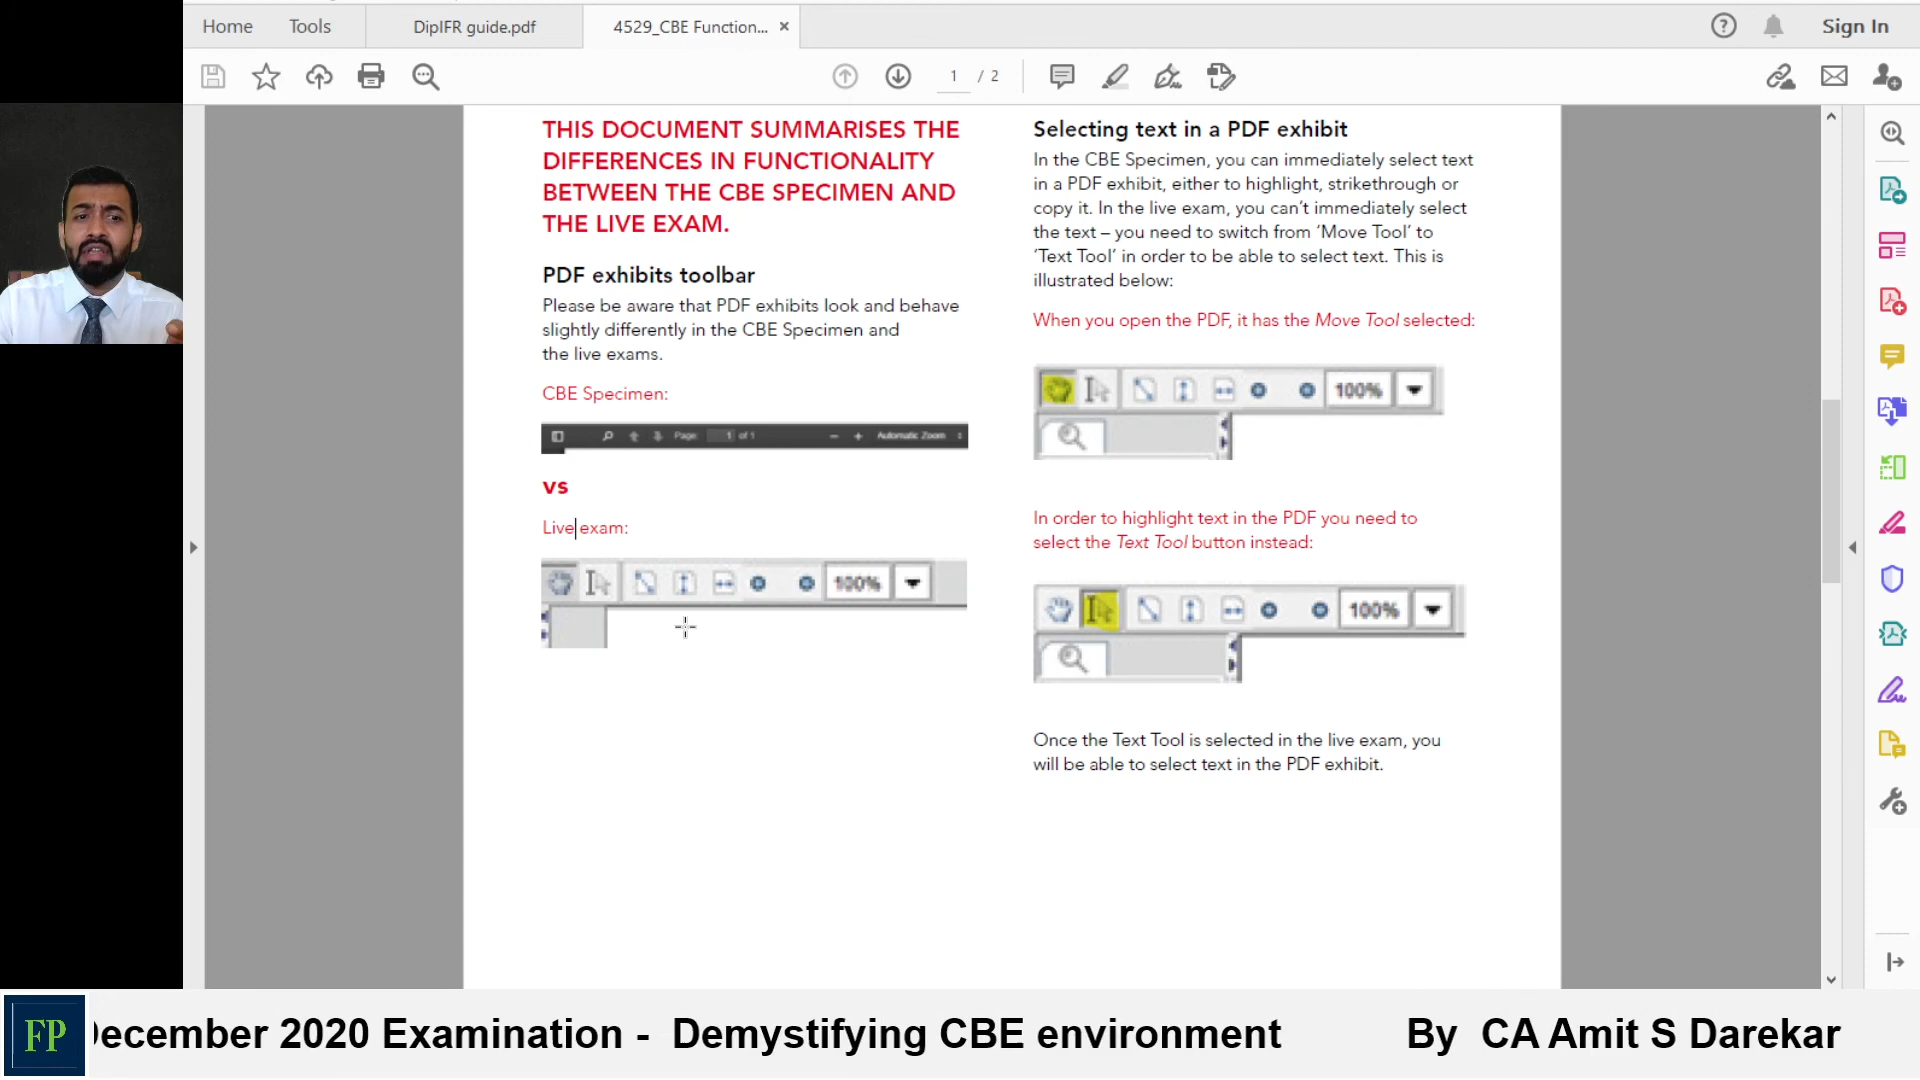 Home
Tools
DipIFR guide.pdf
4529_CBE Function... ×
Sign In
1 / 2
THIS DOCUMENT SUMMARISES THE
DIFFERENCES IN FUNCTIONALITY
BETWEEN THE CBE SPECIMEN AND
THE LIVE EXAM.
PDF exhibits toolbar
Please be aware that PDF exhibits look and behave
slightly differently in the CBE Specimen and
the live exams.
CBE Specimen:
Page: 1 of 1 − + Automatic Zoom
vs
Live exam:
100%
Selecting text in a PDF exhibit
In the CBE Specimen, you can immediately select text
in a PDF exhibit, either to highlight, strikethrough or
copy it. In the live exam, you can’t immediately select
the text – you need to switch from ‘Move Tool’ to
‘Text Tool’ in order to be able to select text. This is
illustrated below:
When you open the PDF, it has the Move Tool selected:
100%
In order to highlight text in the PDF you need to
select the Text Tool button instead:
100%
Once the Text Tool is selected in the live exam, you
will be able to select text in the PDF exhibit.
FP
December 2020 Examination - Demystifying CBE environment By CA Amit S Darekar